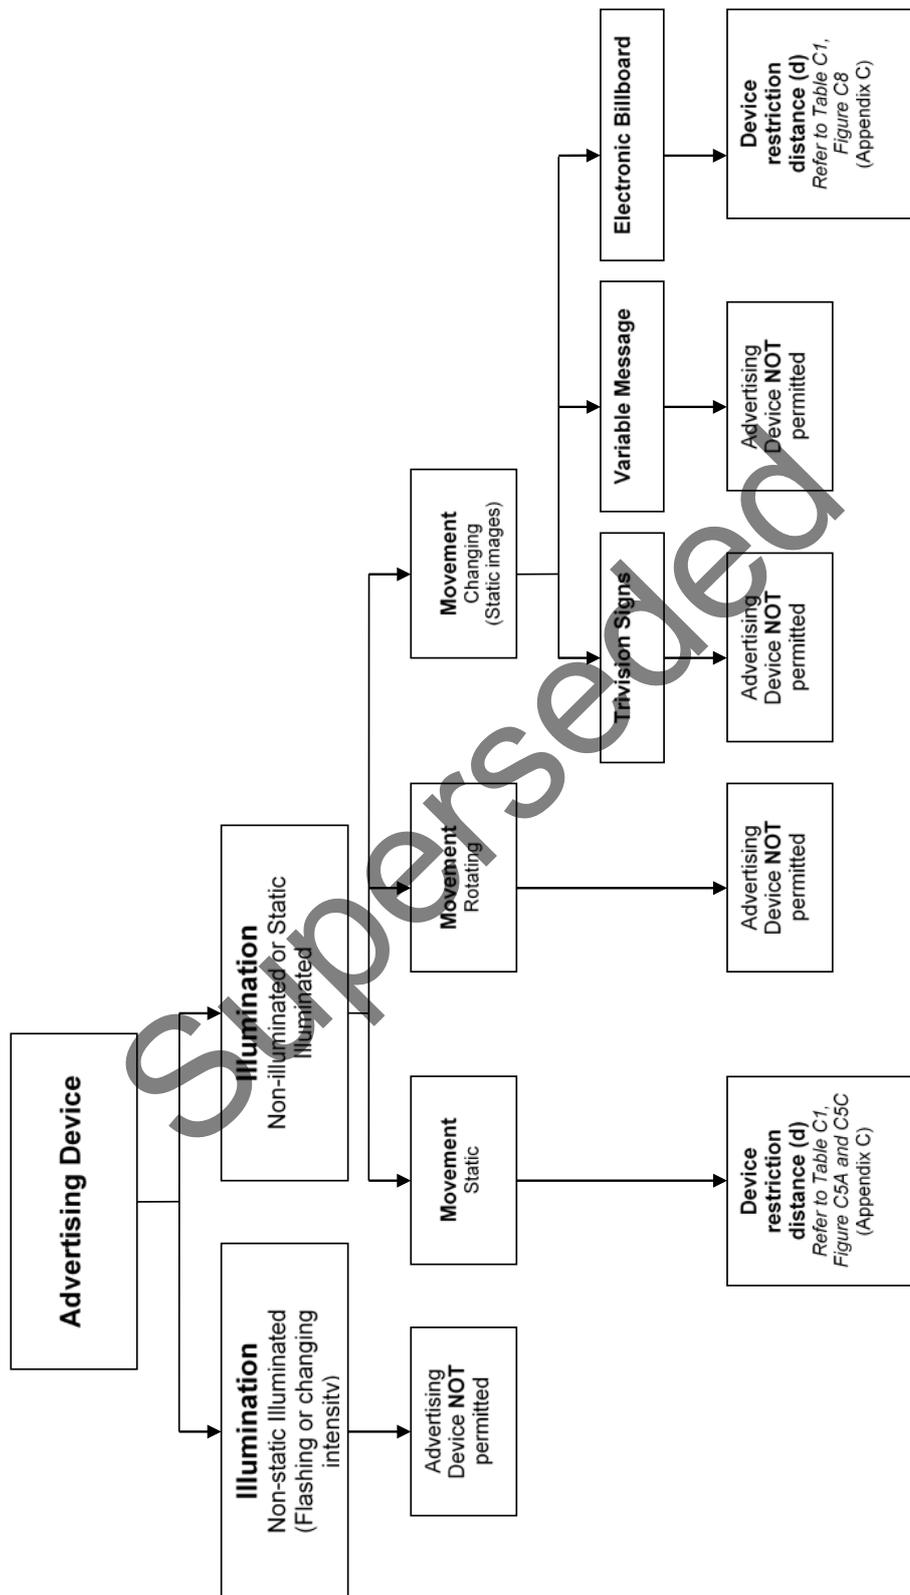 Advertising Device
Illumination
Non-static Illuminated
(Flashing or changing
intensity)
Illumination
Non-illuminated or Static
Illuminated
Advertising
Device NOT
permitted
Movement
Static
Movement
Rotating
Movement
Changing
(Static images)
Trivision Signs
Variable Message
Electronic Billboard
Device
restriction
distance (d)
Refer to Table C1,
Figure C5A and C5C
(Appendix C)
Advertising
Device NOT
permitted
Advertising
Device NOT
permitted
Advertising
Device NOT
permitted
Device
restriction
distance (d)
Refer to Table C1,
Figure C8
(Appendix C)
Superseded